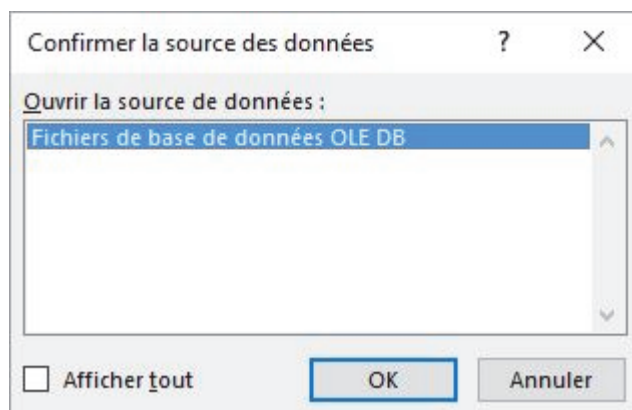 Confirmer la source des données ? ×
Ouvrir la source de données :
Fichiers de base de données OLE DB
Afficher tout OK Annuler